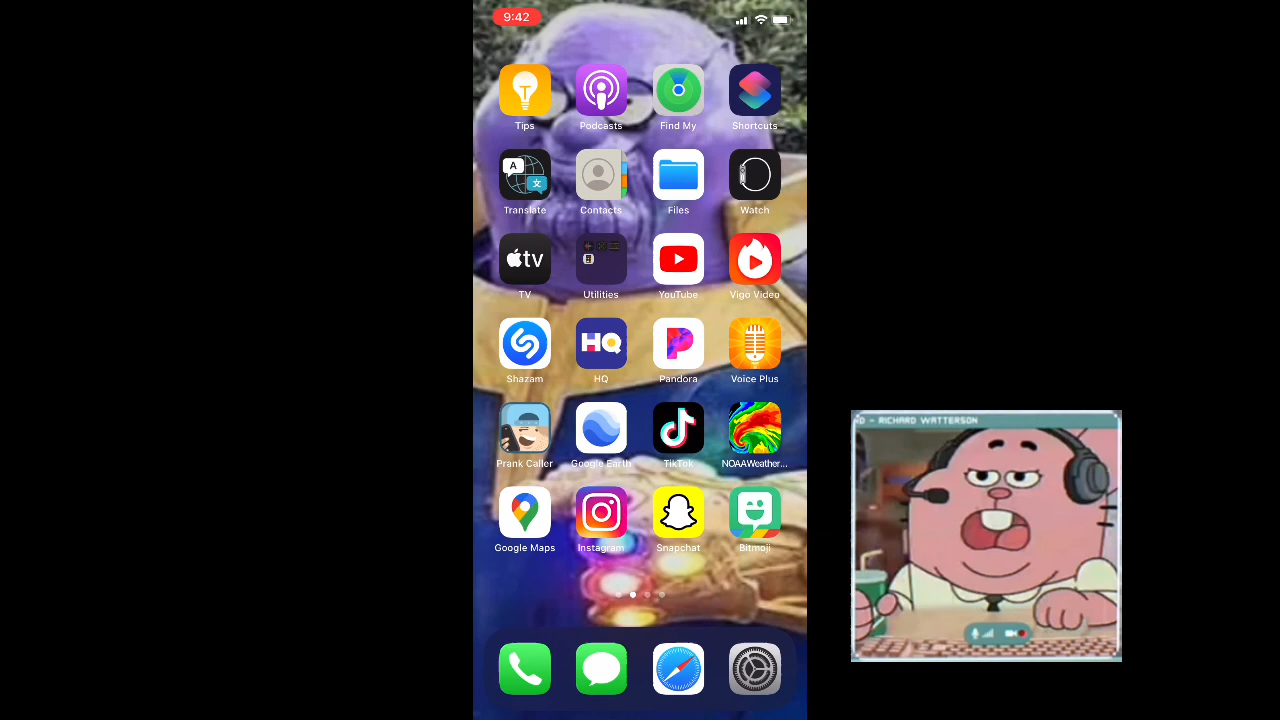 9:42
Tips Podcasts Find My Shortcuts
A 文
Translate Contacts Files Watch
tv
TV Utilities YouTube Vigo Video
HQ
Shazam HQ Pandora Voice Plus
Prank Caller Google Earth TikTok NOAAWeather...
Google Maps Instagram Snapchat Bitmoji
D - RICHARD WATTERSON